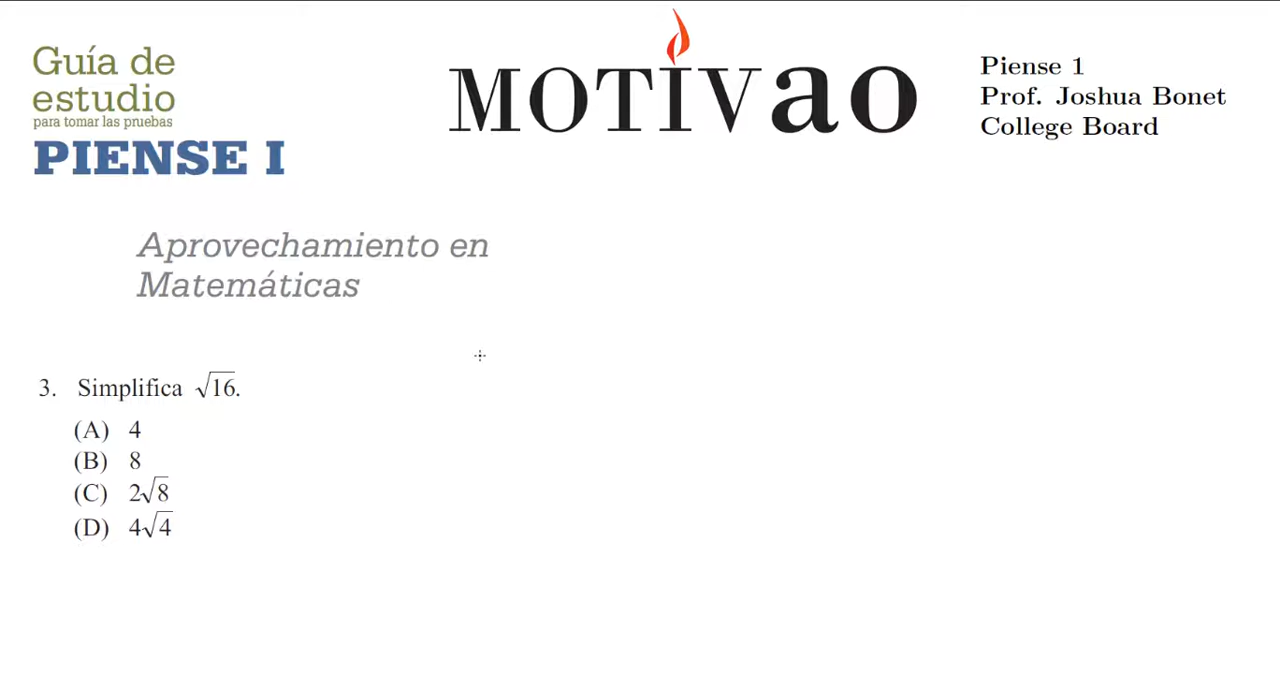 Guía de
estudio
para tomar las pruebas
PIENSE I
MOTIVao
Piense 1
Prof. Joshua Bonet
College Board
Aprovechamiento en
Matemáticas
3. Simplifica √16.
(A) 4
(B) 8
(C) 2√8
(D) 4√4